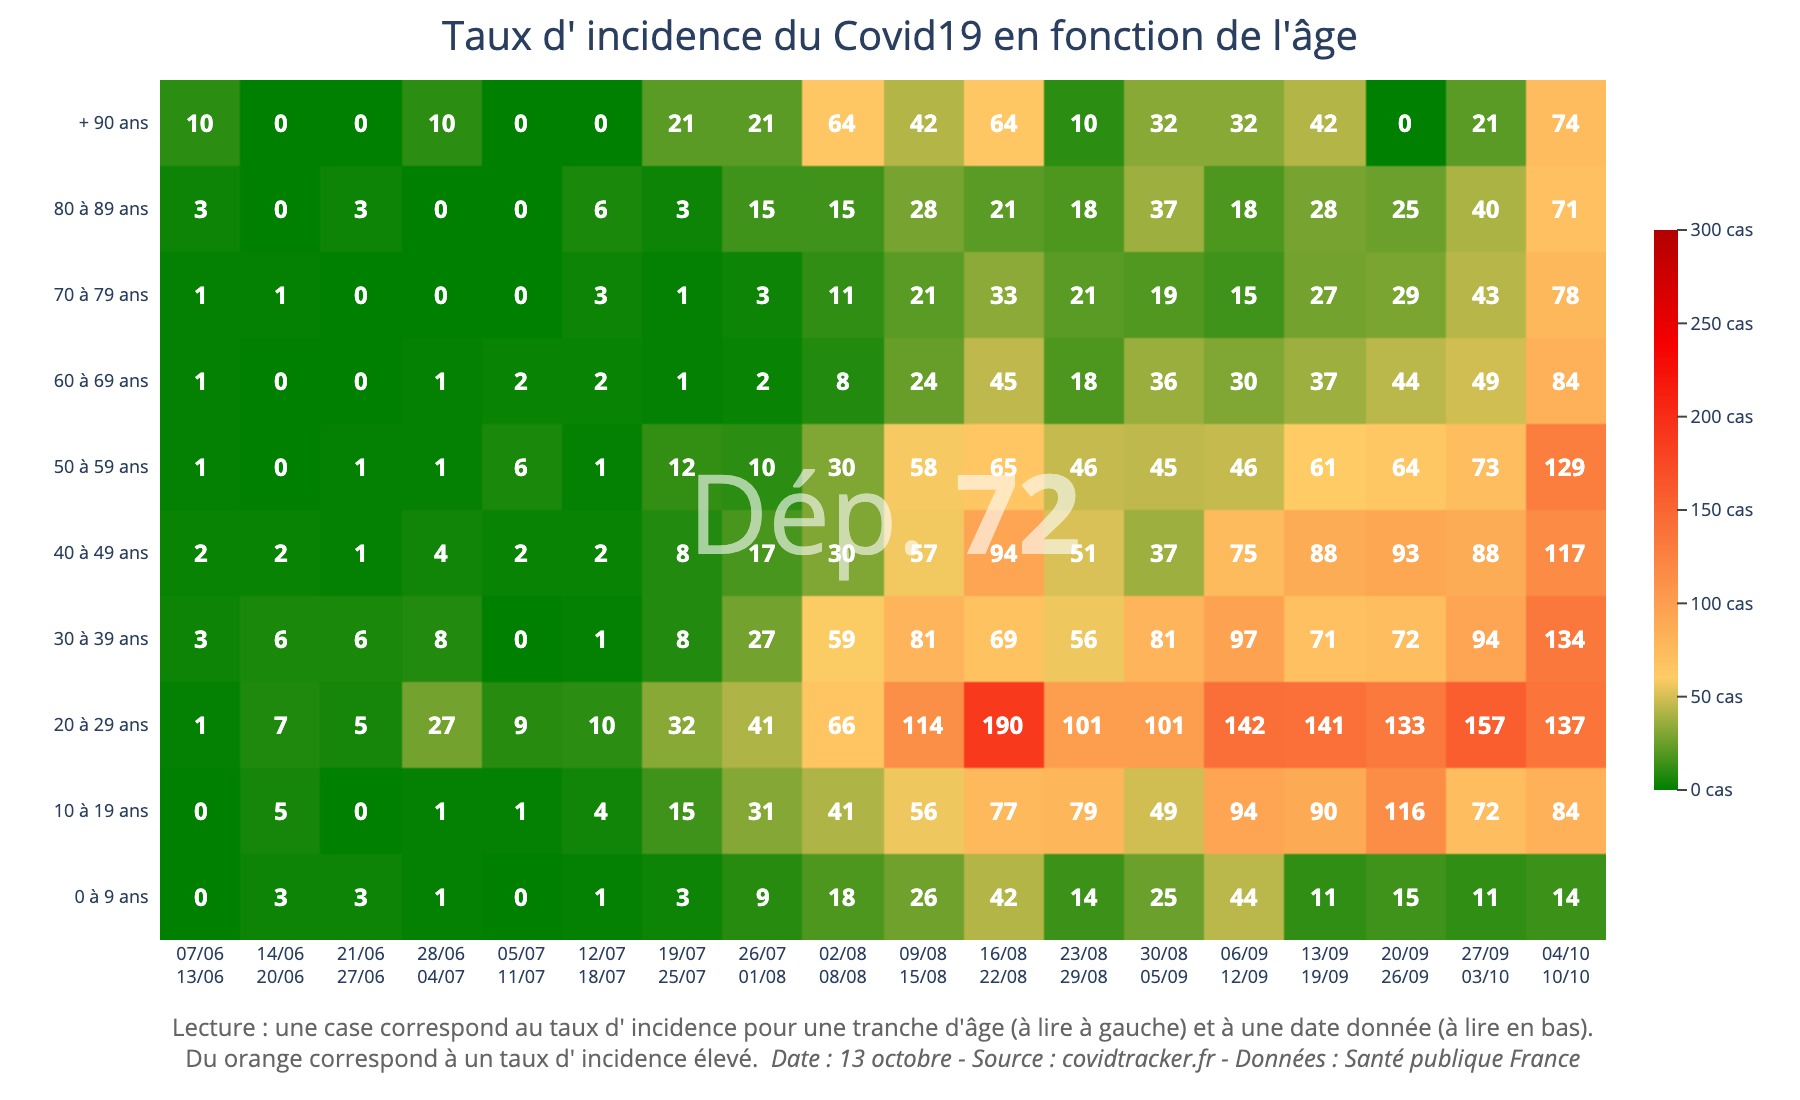 Taux d' incidence du Covid19 en fonction de l'âge
+ 90 ans 10 0 0 10 0 0 21 21 64 42 64 10 32 32 42 0 21 74
80 à 89 ans 3 0 3 0 0 6 3 15 15 28 21 18 37 18 28 25 40 71
70 à 79 ans 1 1 0 0 0 3 1 3 11 21 33 21 19 15 27 29 43 78
60 à 69 ans 1 0 0 1 2 2 1 2 8 24 45 18 36 30 37 44 49 84
50 à 59 ans 1 0 1 1 6 1 12 10 30 58 65 46 45 46 61 64 73 129
Dép. 72
40 à 49 ans 2 2 1 4 2 2 8 17 30 57 94 51 37 75 88 93 88 117
30 à 39 ans 3 6 6 8 0 1 8 27 59 81 69 56 81 97 71 72 94 134
20 à 29 ans 1 7 5 27 9 10 32 41 66 114 190 101 101 142 141 133 157 137
10 à 19 ans 0 5 0 1 1 4 15 31 41 56 77 79 49 94 90 116 72 84
0 à 9 ans 0 3 3 1 0 1 3 9 18 26 42 14 25 44 11 15 11 14
07/06 14/06 21/06 28/06 05/07 12/07 19/07 26/07 02/08 09/08 16/08 23/08 30/08 06/09 13/09 20/09 27/09 04/10
13/06 20/06 27/06 04/07 11/07 18/07 25/07 01/08 08/08 15/08 22/08 29/08 05/09 12/09 19/09 26/09 03/10 10/10
300 cas
250 cas
200 cas
150 cas
100 cas
50 cas
0 cas
Lecture : une case correspond au taux d' incidence pour une tranche d'âge (à lire à gauche) et à une date donnée (à lire en bas).
Du orange correspond à un taux d' incidence élevé. Date : 13 octobre - Source : covidtracker.fr - Données : Santé publique France